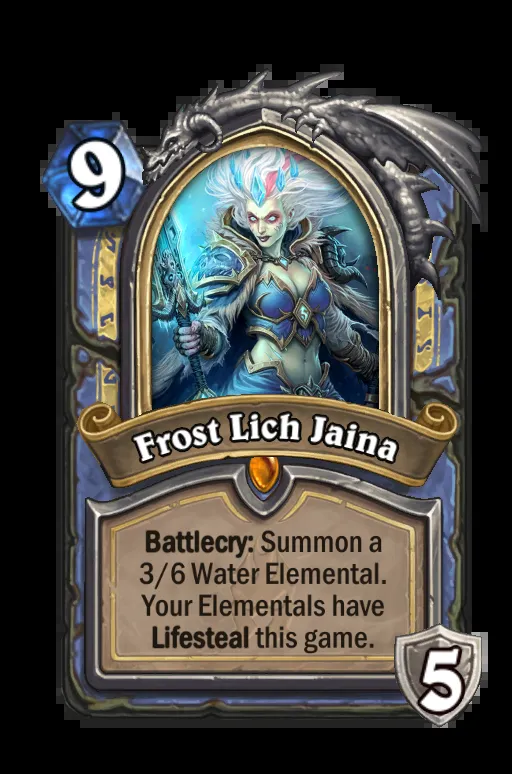 9
Frost Lich Jaina
Battlecry: Summon a
3/6 Water Elemental.
Your Elementals have
Lifesteal this game.
5